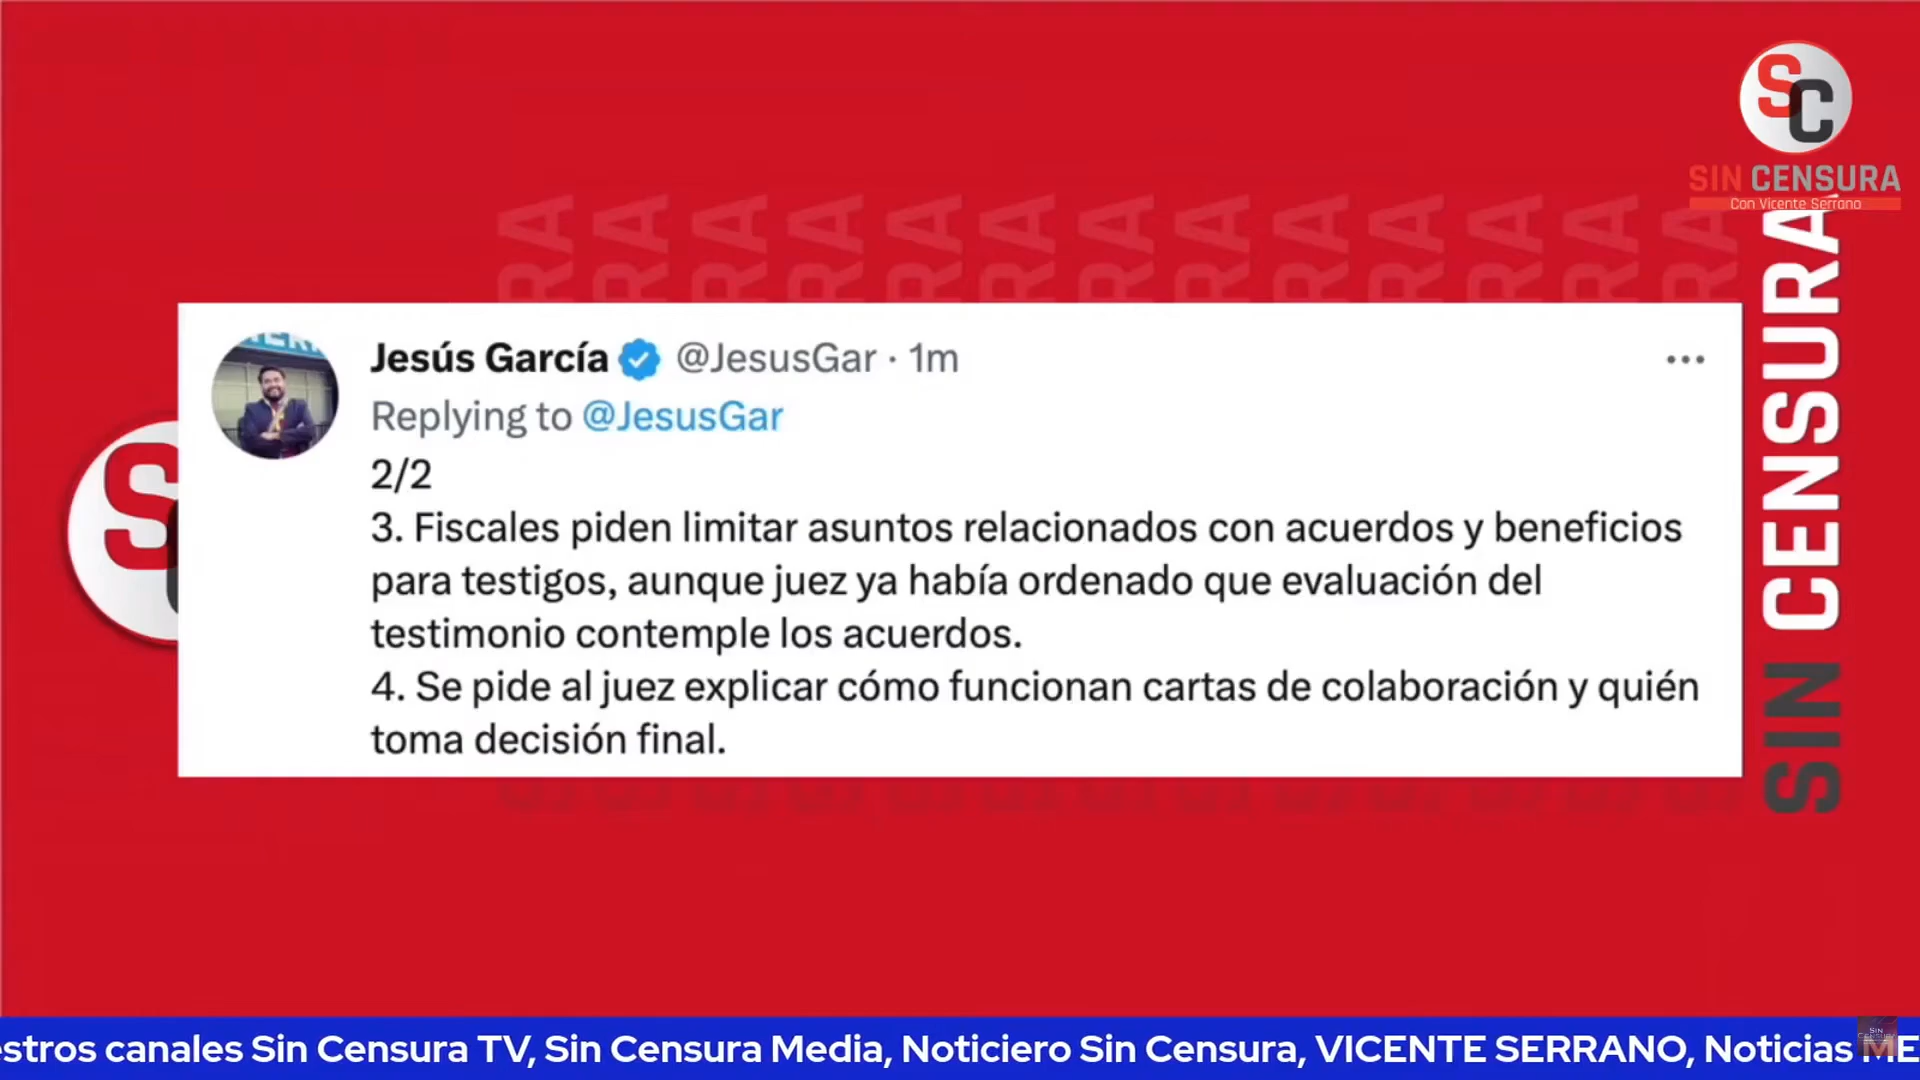 SC
SIN CENSURA
Con Vicente Serrano
SIN CENSURA
Jesús García @JesusGar · 1m
Replying to @JesusGar
2/2
3. Fiscales piden limitar asuntos relacionados con acuerdos y beneficios
para testigos, aunque juez ya había ordenado que evaluación del
testimonio contemple los acuerdos.
4. Se pide al juez explicar cómo funcionan cartas de colaboración y quién
toma decisión final.
estros canales Sin Censura TV, Sin Censura Media, Noticiero Sin Censura, VICENTE SERRANO, Noticias ME